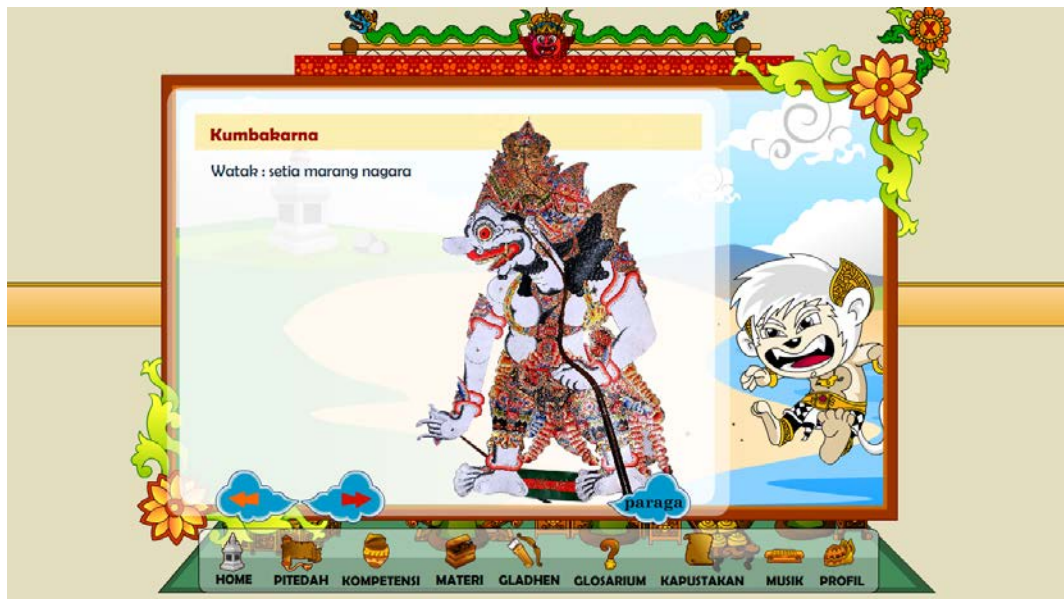 X
Kumbakarna
Watak : setia marang nagara
paraga
HOME PITEDAH KOMPETENSI MATERI GLADHEN GLOSARIUM KAPUSTAKAN MUSIK PROFIL